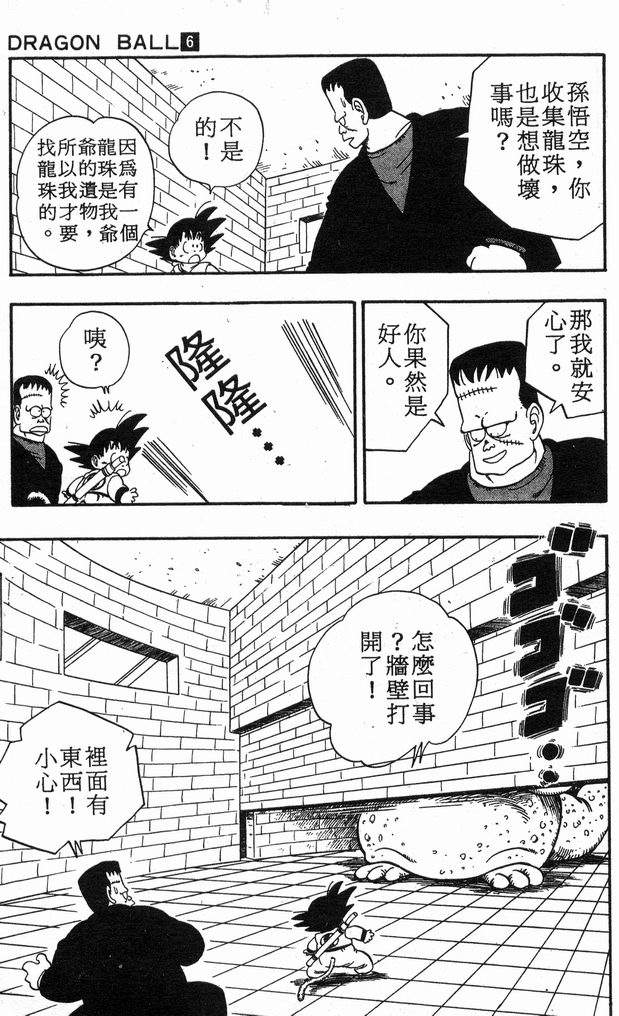 DRAGON BALL 6
孫悟空，你
收集龍珠，
也是想做壞
事嗎？
不是
的！
因爲有一個
龍珠是我爺
爺的遺物，
所以我才要
找龍珠的。
那我就安
心了。
你果然是
好人。
隆隆…
咦？
ゴゴゴ…
怎麼回事
？牆壁打
開了！
裡面有
東西！
小心！